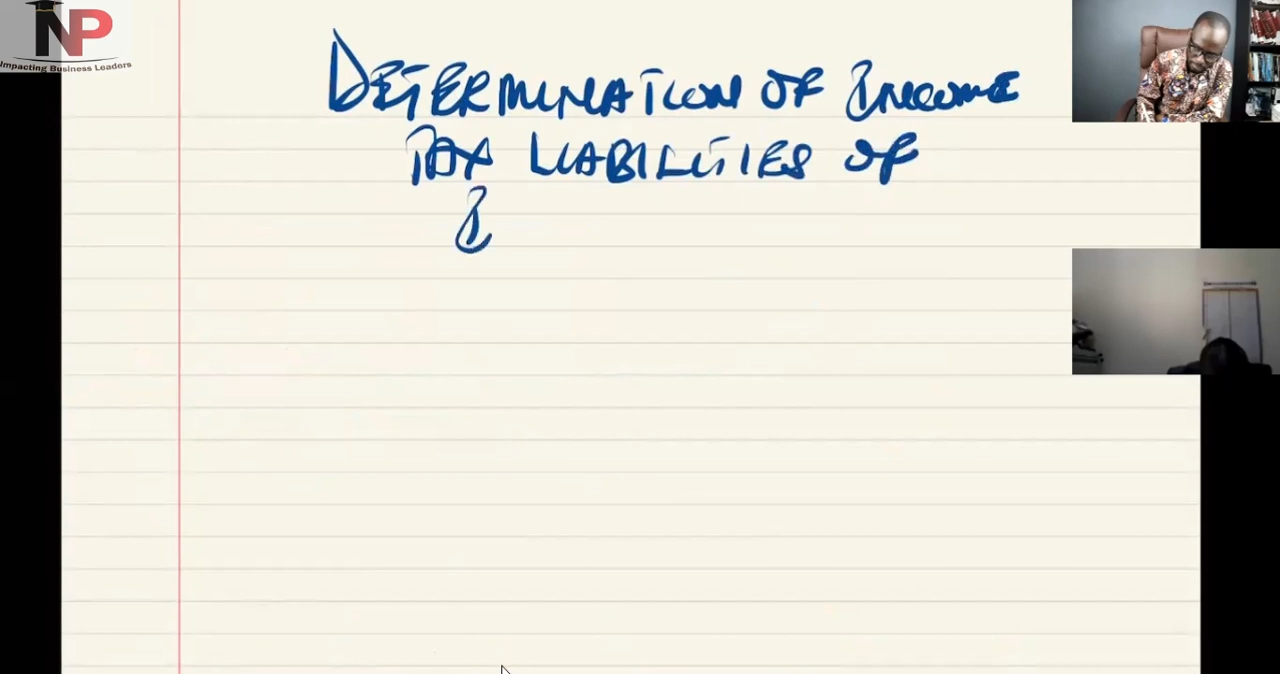 NP
Impacting Business Leaders
DETERMINATION OF INCOME
TAX LIABILITIES OF
I